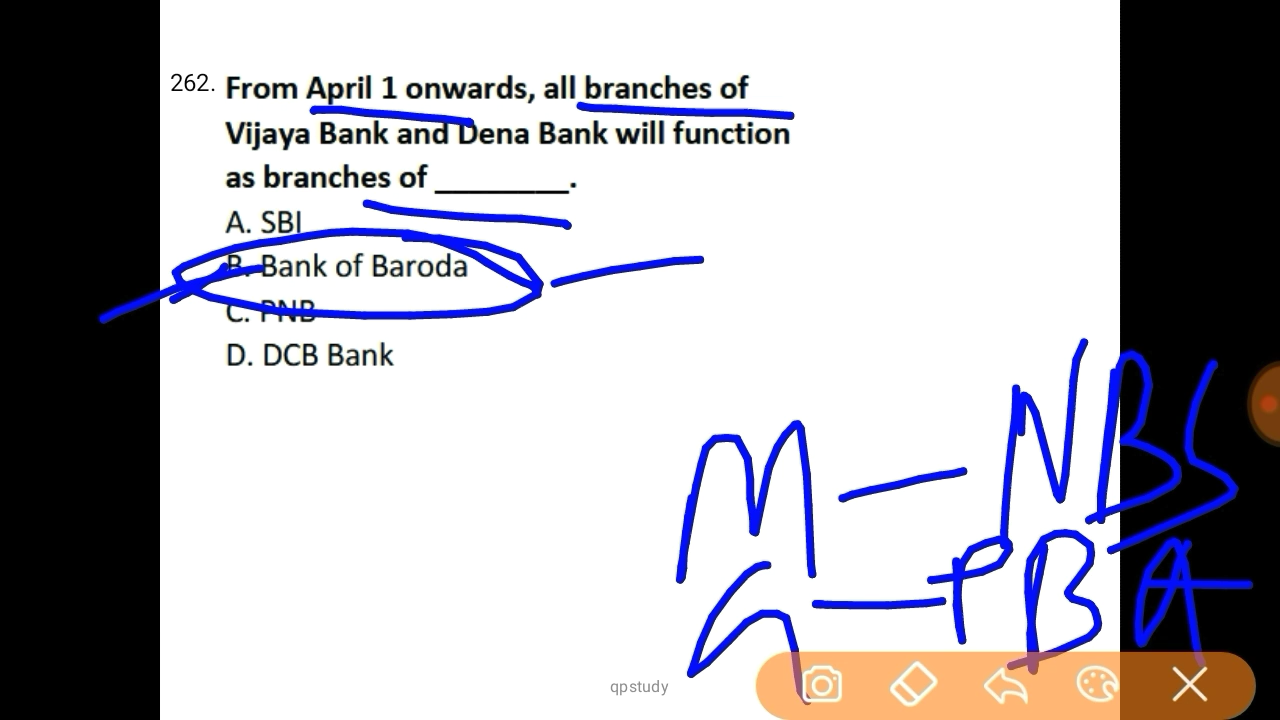 262. From April 1 onwards, all branches of
Vijaya Bank and Dena Bank will function
as branches of _________.
A. SBI
B. Bank of Baroda
C. PNB
D. DCB Bank
M — NBS
— PBA
qpstudy